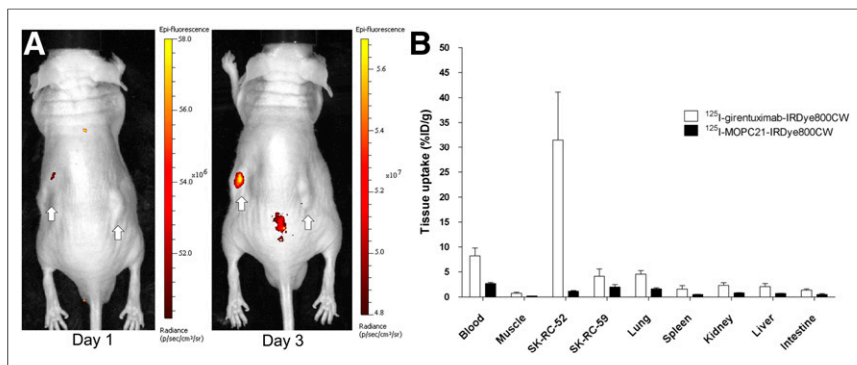 A
Epi-fluorescence
58.0
56.0
54.0
×10⁶
52.0
Radiance
(p/sec/cm²/sr)
Day 1
Epi-fluorescence
5.6
5.4
5.2
×10⁷
5.0
4.8
Radiance
(p/sec/cm²/sr)
Day 3
B
Tissue uptake (%ID/g)
50
45
40
35
30
25
20
15
10
5
0
¹²⁵I-girentuximab-IRDye800CW
¹²⁵I-MOPC21-IRDye800CW
Blood
Muscle
SK-RC-52
SK-RC-59
Lung
Spleen
Kidney
Liver
Intestine